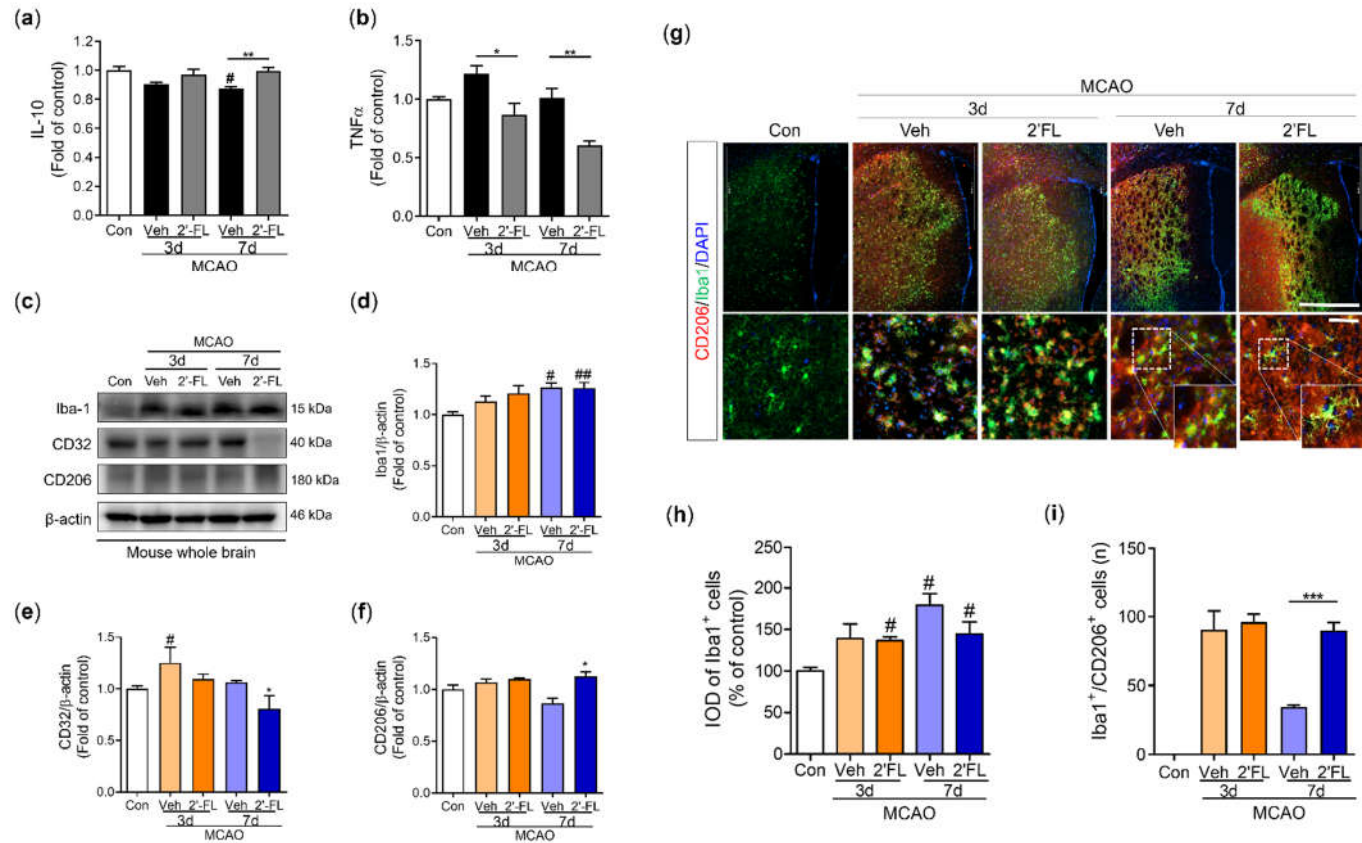 (a)
IL-10
(Fold of control)
1.2
1.0
0.8
0.6
0.4
0.2
0.0
#
**
Con Veh 2'-FL Veh 2'-FL
3d 7d
MCAO
(b)
TNFα
(Fold of control)
1.5
1.0
0.5
0.0
*
**
Con Veh 2'-FL Veh 2'-FL
3d 7d
MCAO
(c)
MCAO
3d 7d
Con Veh 2'-FL Veh 2'-FL
Iba-1 15 kDa
CD32 40 kDa
CD206 180 kDa
β-actin 46 kDa
Mouse whole brain
(d)
Iba1/β-actin
(Fold of control)
1.5
1.0
0.5
0.0
# ##
Con Veh 2'-FL Veh 2'-FL
3d 7d
MCAO
(e)
CD32/β-actin
(Fold of control)
1.5
1.0
0.5
0.0
#
*
Con Veh 2'-FL Veh 2'-FL
3d 7d
MCAO
(f)
CD206/β-actin
(Fold of control)
1.5
1.0
0.5
0.0
*
Con Veh 2'-FL Veh 2'-FL
3d 7d
MCAO
(g)
MCAO
3d 7d
Con Veh 2'FL Veh 2'FL
CD206/Iba1/DAPI
(h)
IOD of Iba1+ cells
(% of control)
250
200
150
100
50
0
# # #
Con Veh 2'FL Veh 2'FL
3d 7d
MCAO
(i)
Iba1+/CD206+ cells (n)
150
100
50
0
***
Con Veh 2'FL Veh 2'FL
3d 7d
MCAO